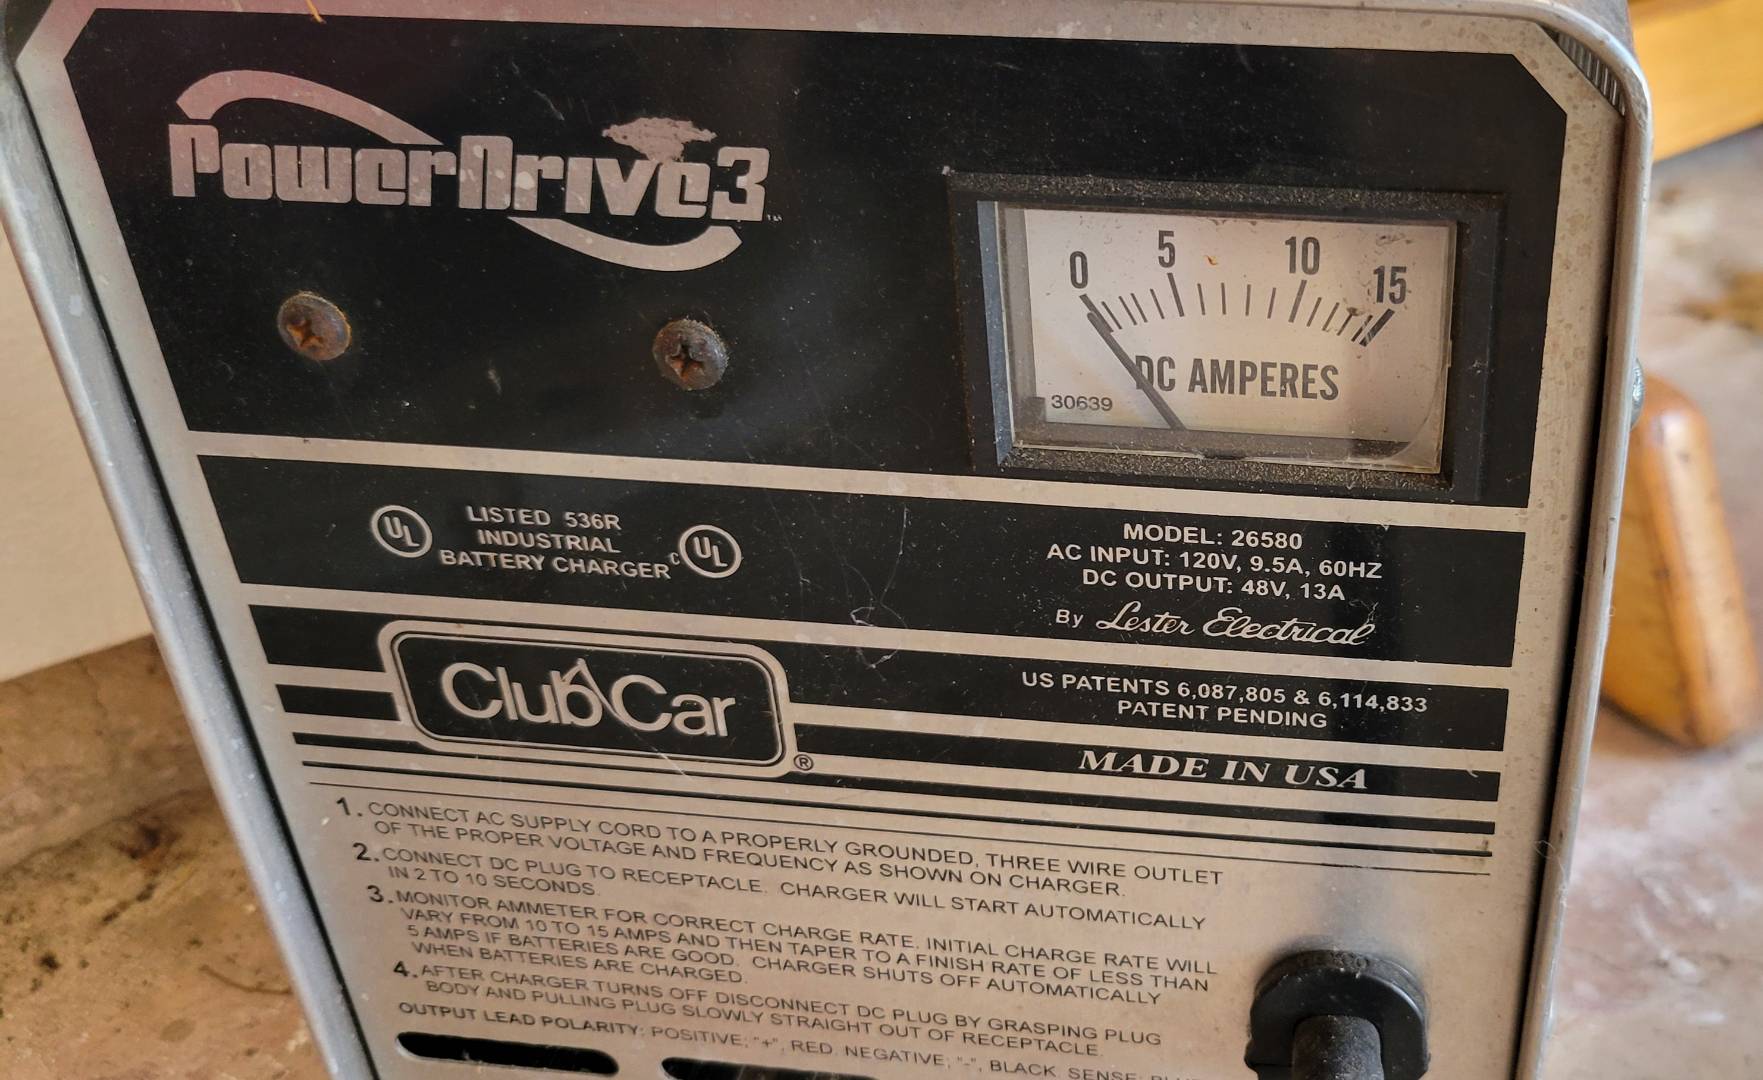 PowerDrive3™
0 5 10 15
DC AMPERES
30639
UL LISTED 536R
INDUSTRIAL
BATTERY CHARGER
c UL
MODEL: 26580
AC INPUT: 120V, 9.5A, 60HZ
DC OUTPUT: 48V, 13A
By Lester Electrical
Club Car®
US PATENTS 6,087,805 & 6,114,833
PATENT PENDING
MADE IN USA
1. CONNECT AC SUPPLY CORD TO A PROPERLY GROUNDED, THREE WIRE OUTLET
OF THE PROPER VOLTAGE AND FREQUENCY AS SHOWN ON CHARGER.
2. CONNECT DC PLUG TO RECEPTACLE. CHARGER WILL START AUTOMATICALLY
IN 2 TO 10 SECONDS.
3. MONITOR AMMETER FOR CORRECT CHARGE RATE. INITIAL CHARGE RATE WILL
VARY FROM 10 TO 15 AMPS AND THEN TAPER TO A FINISH RATE OF LESS THAN
5 AMPS IF BATTERIES ARE GOOD. CHARGER SHUTS OFF AUTOMATICALLY
WHEN BATTERIES ARE CHARGED.
4. AFTER CHARGER TURNS OFF DISCONNECT DC PLUG BY GRASPING PLUG
BODY AND PULLING PLUG SLOWLY STRAIGHT OUT OF RECEPTACLE.
OUTPUT LEAD POLARITY: POSITIVE; "+", RED. NEGATIVE; "-", BLACK. SENSE: